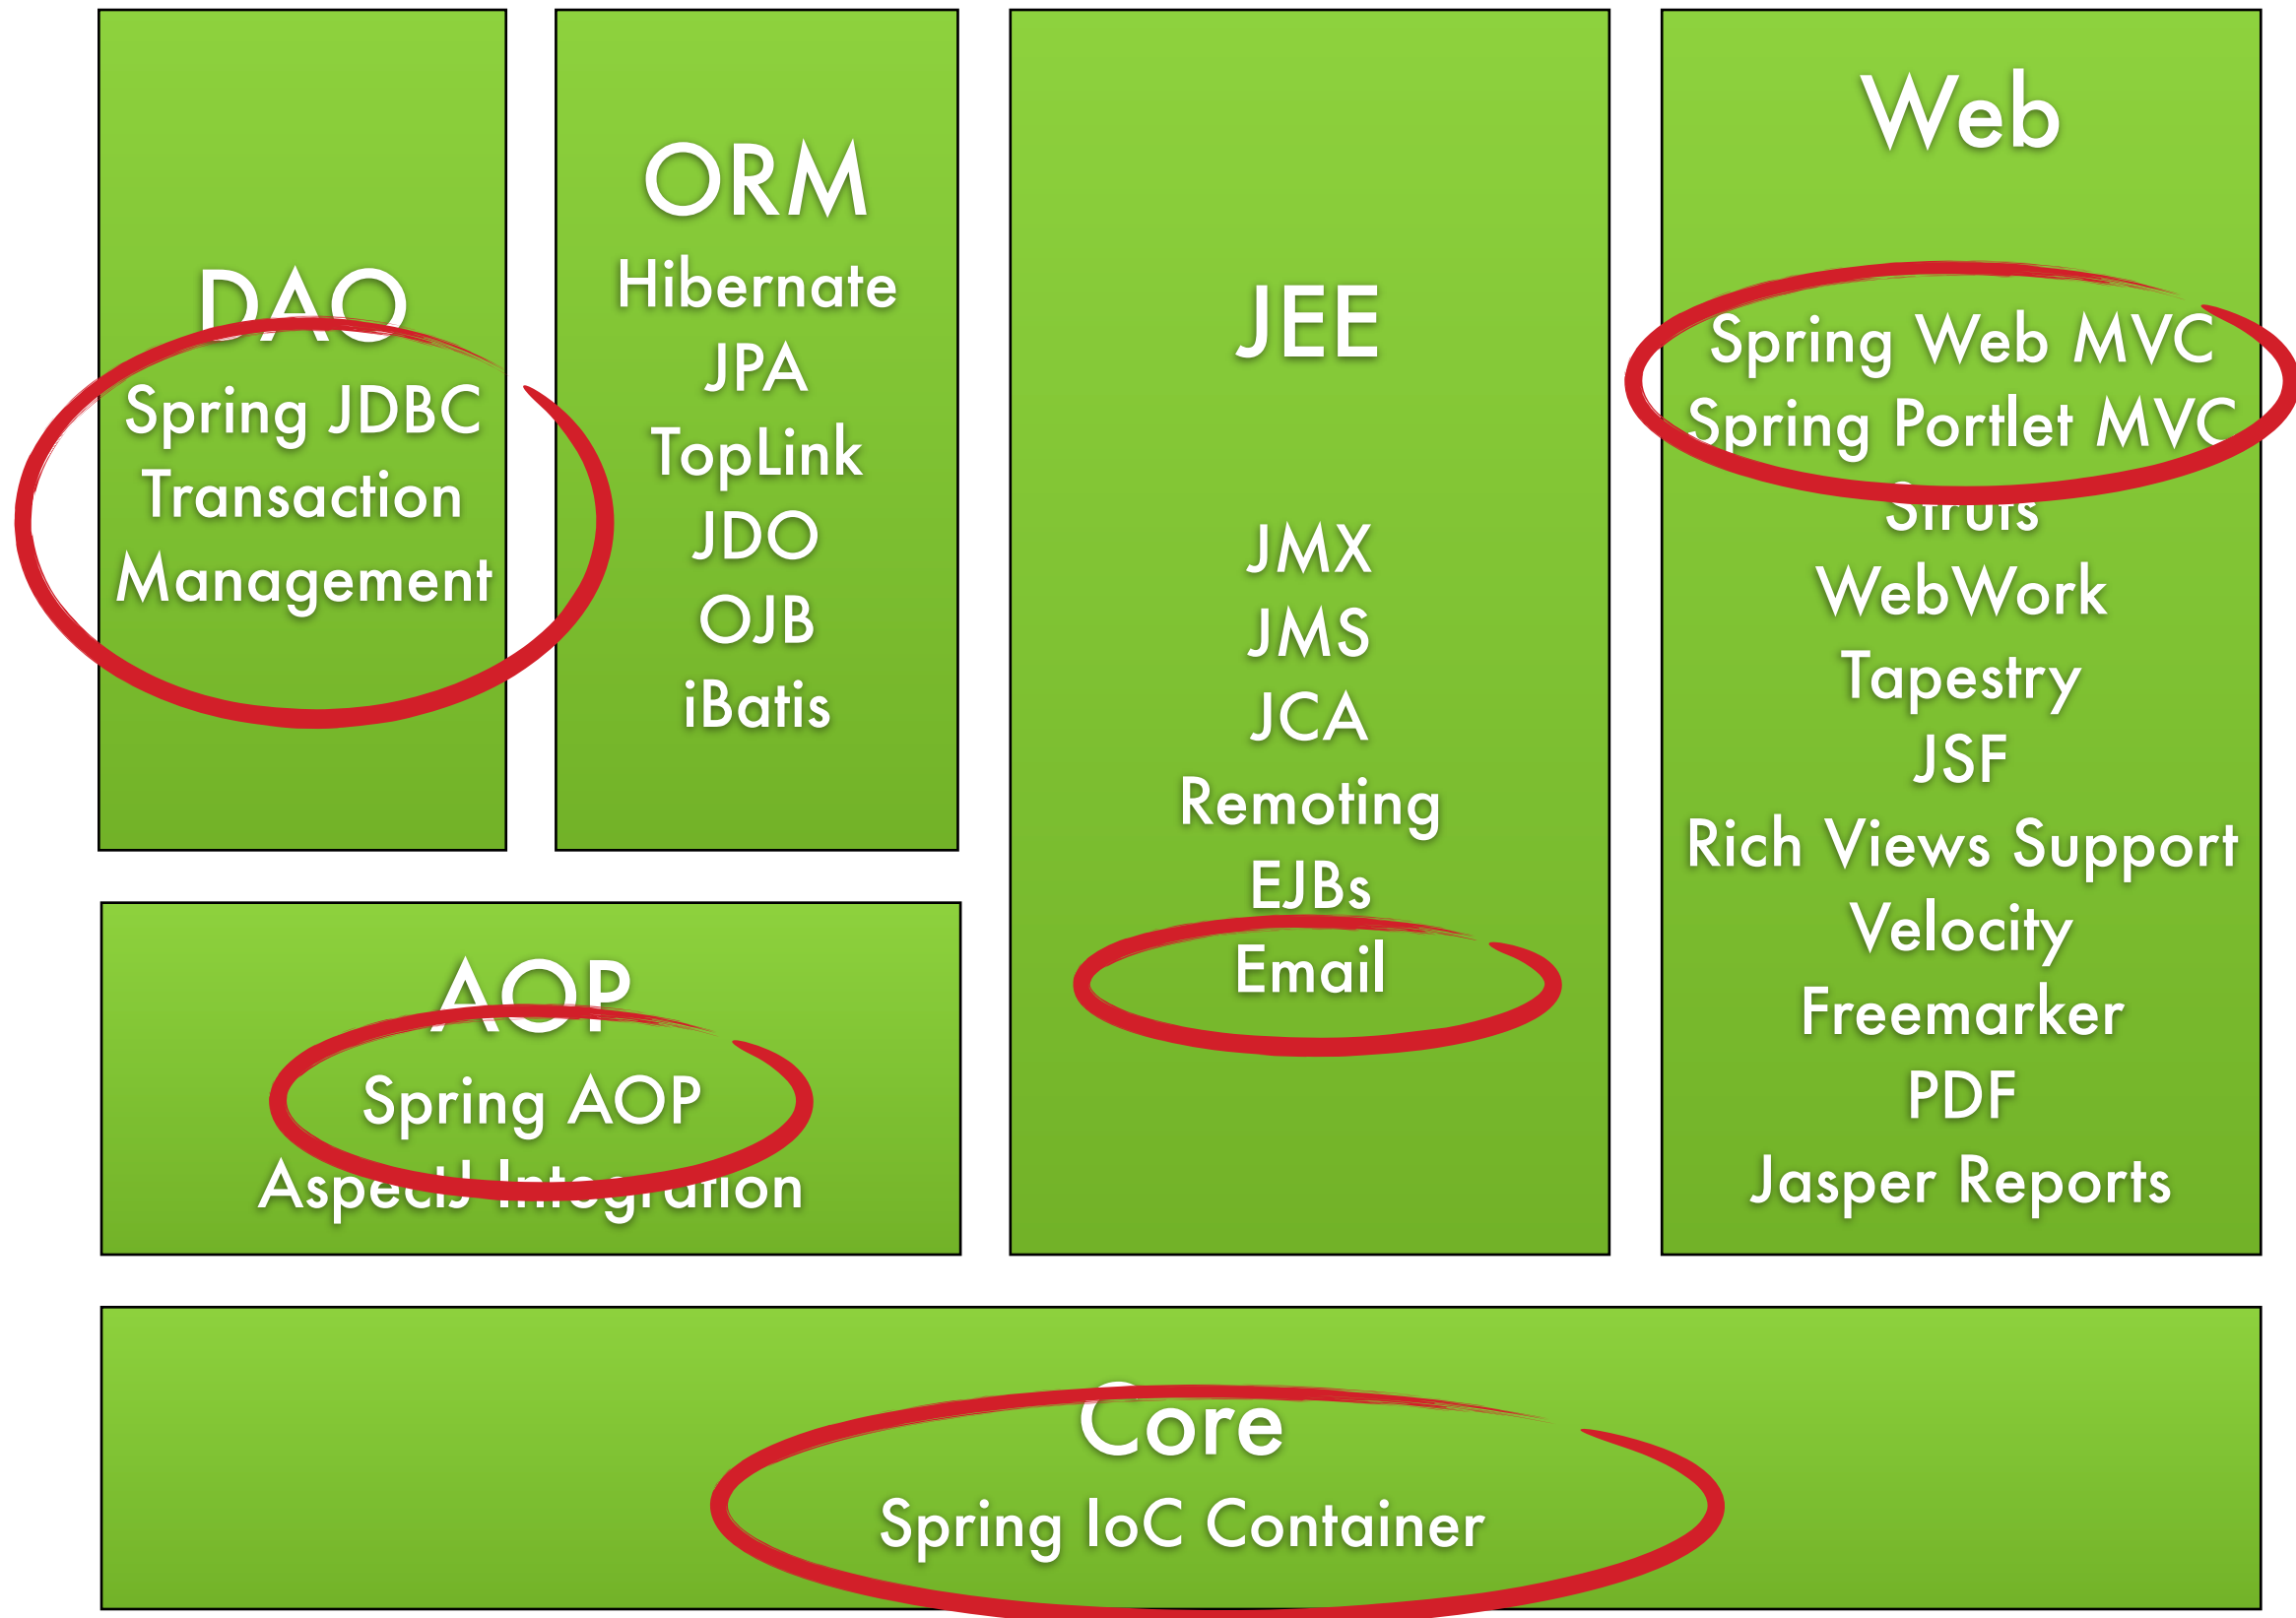 DAO
Spring JDBC
Transaction
Management
ORM
Hibernate
JPA
TopLink
JDO
OJB
iBatis
JEE
JMX
JMS
JCA
Remoting
EJBs
Email
Web
Spring Web MVC
Spring Portlet MVC
Struts
WebWork
Tapestry
JSF
Rich Views Support
Velocity
Freemarker
PDF
Jasper Reports
AOP
Spring AOP
AspectJ Integration
Core
Spring IoC Container